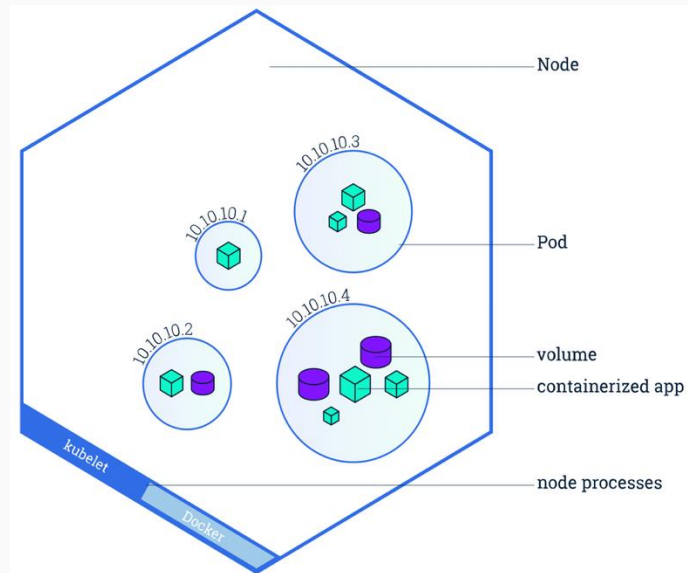 Node
10.10.10.3
10.10.10.1
Pod
10.10.10.4
10.10.10.2
volume
containerized app
kubelet
node processes
Docker